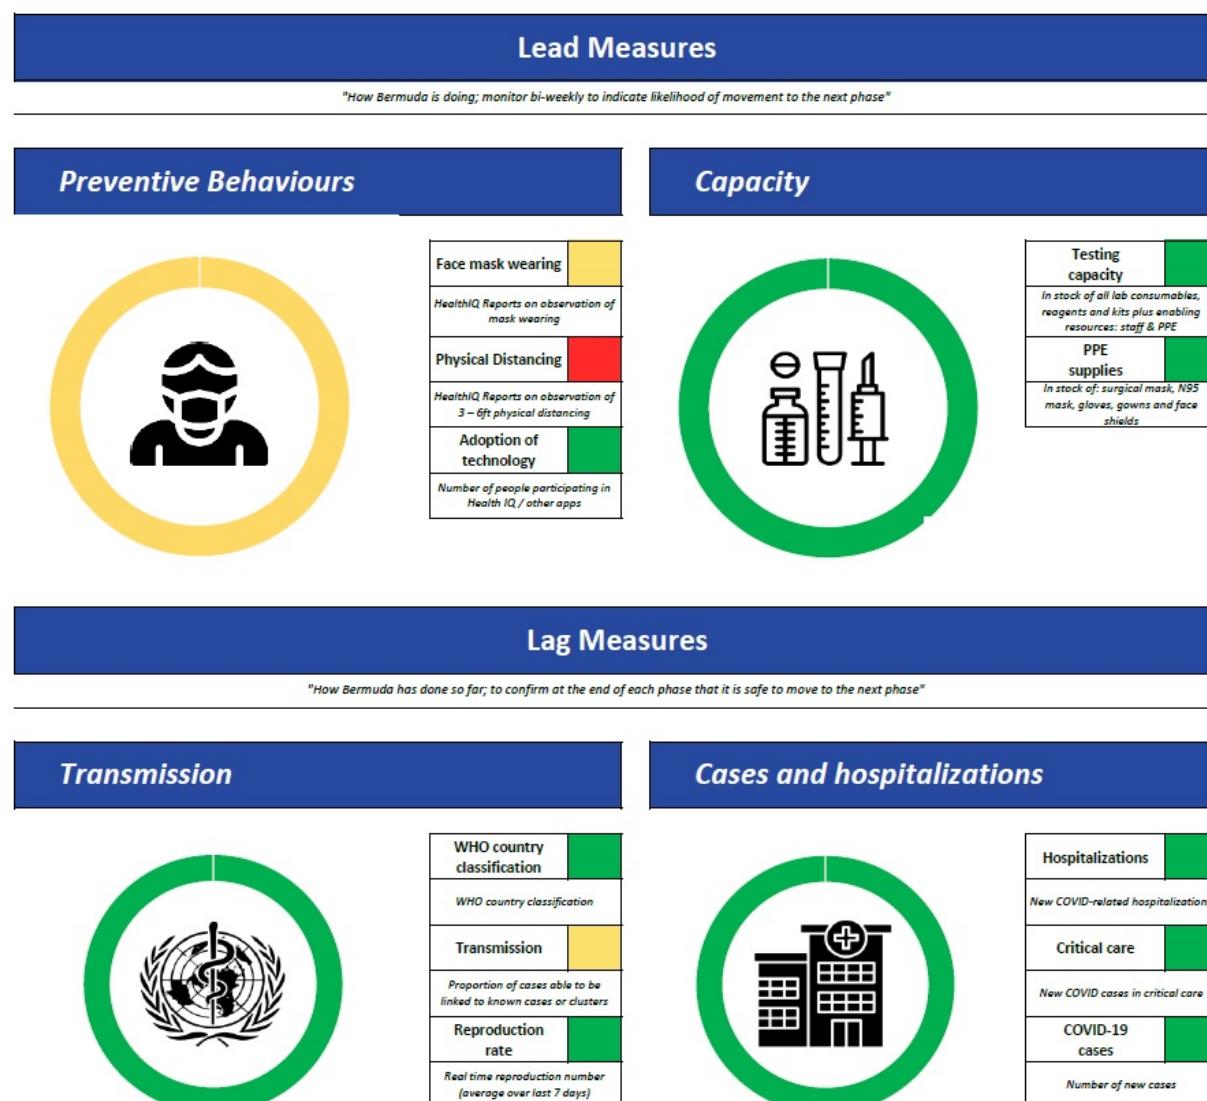 Lead Measures
"How Bermuda is doing; monitor bi-weekly to indicate likelihood of movement to the next phase"
Preventive Behaviours
Face mask wearing
HealthIQ Reports on observation of
mask wearing
Physical Distancing
HealthIQ Reports on observation of
3 – 6ft physical distancing
Adoption of
technology
Number of people participating in
Health IQ / other apps
Capacity
Testing
capacity
In stock of all lab consumables,
reagents and kits plus enabling
resources: staff & PPE
PPE
supplies
In stock of: surgical mask, N95
mask, gloves, gowns and face
shields
Lag Measures
"How Bermuda has done so far; to confirm at the end of each phase that it is safe to move to the next phase"
Transmission
WHO country
classification
WHO country classification
Transmission
Proportion of cases able to be
linked to known cases or clusters
Reproduction
rate
Real time reproduction number
(average over last 7 days)
Cases and hospitalizations
Hospitalizations
New COVID-related hospitalization
Critical care
New COVID cases in critical care
COVID-19
cases
Number of new cases